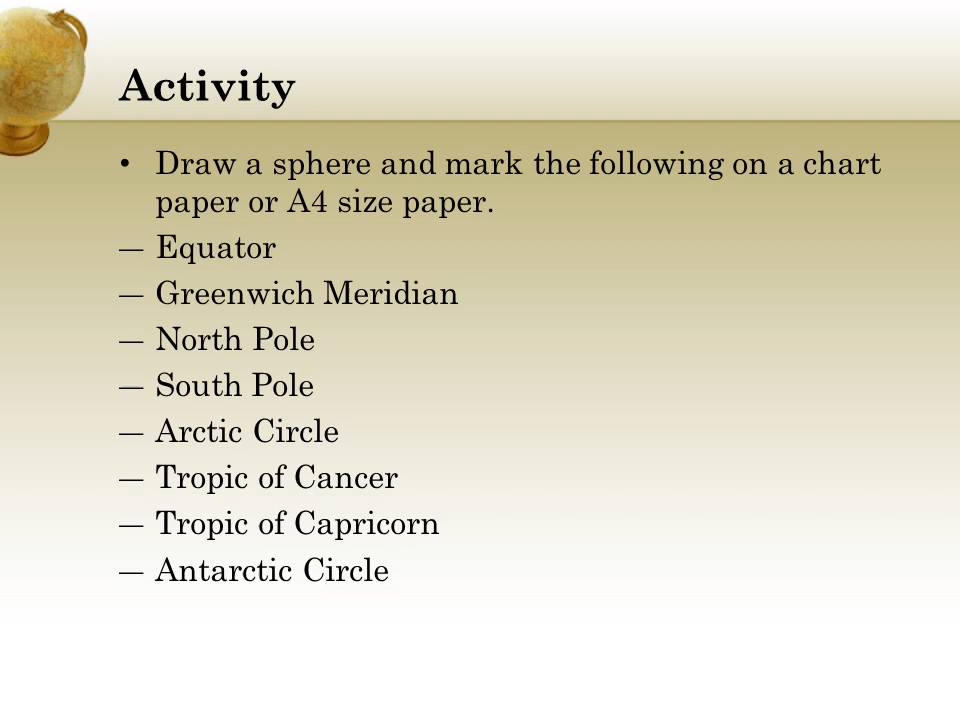 Activity
• Draw a sphere and mark the following on a chart
paper or A4 size paper.
― Equator
― Greenwich Meridian
― North Pole
― South Pole
― Arctic Circle
― Tropic of Cancer
― Tropic of Capricorn
― Antarctic Circle